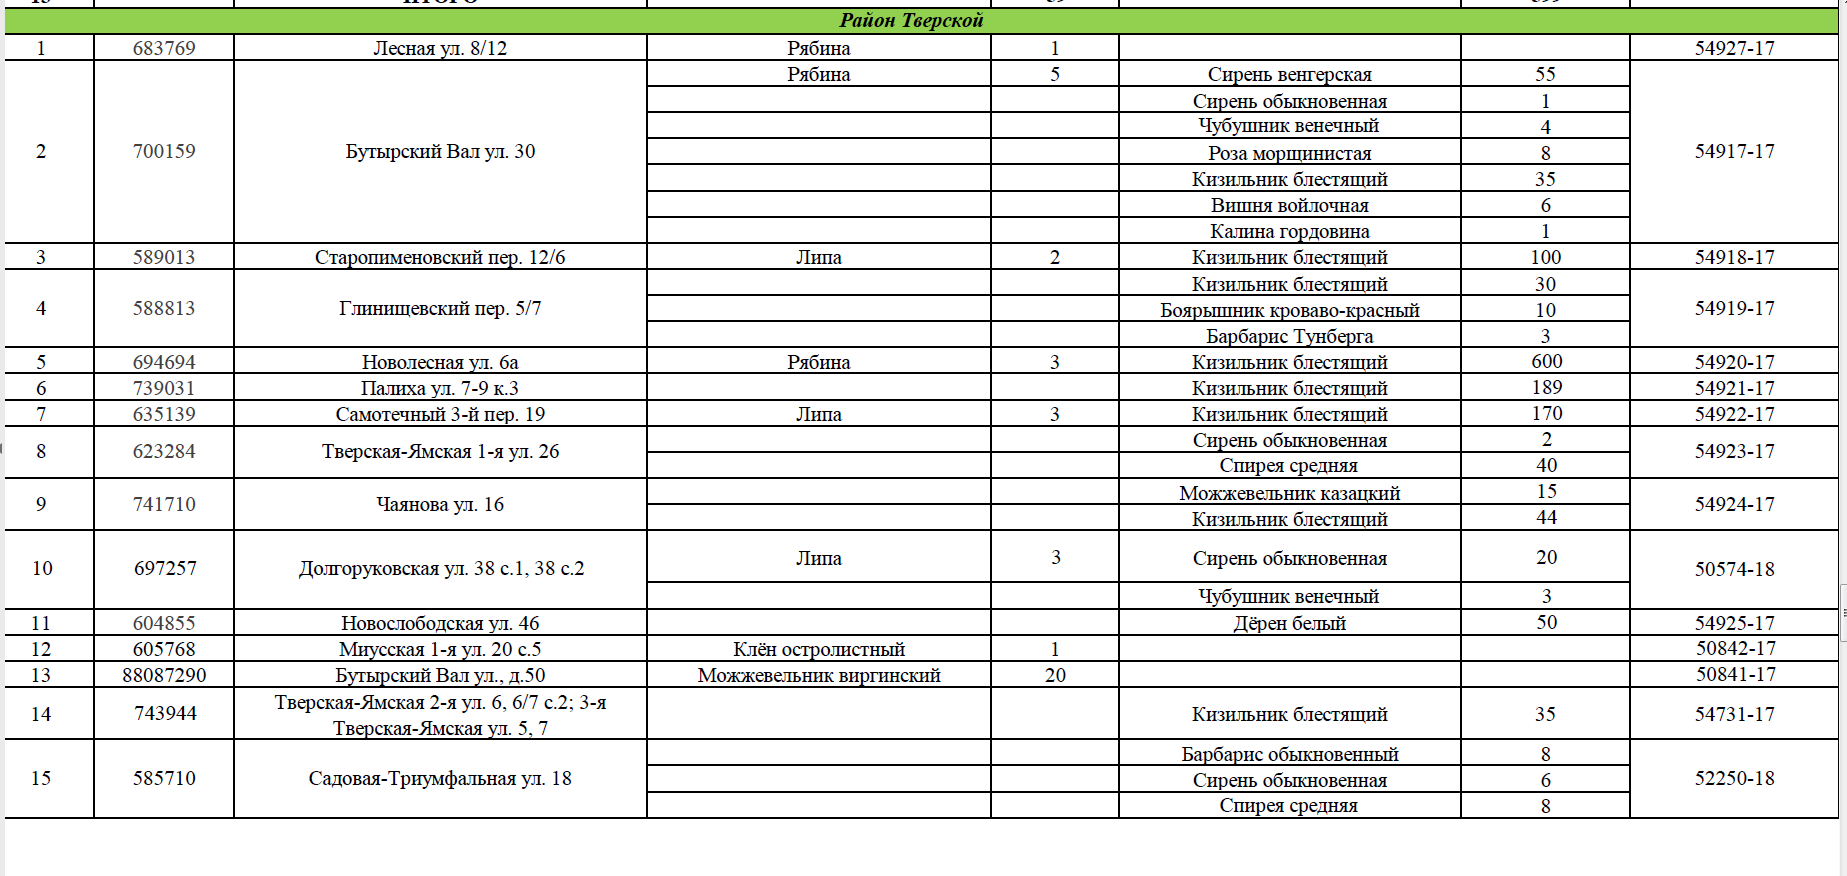 Район Тверской
1 683769 Лесная ул. 8/12 Рябина 1 54927-17
2 700159 Бутырский Вал ул. 30 Рябина 5 Сирень венгерская 55 54917-17
Сирень обыкновенная 1
Чубушник венечный 4
Роза морщинистая 8
Кизильник блестящий 35
Вишня войлочная 6
Калина гордовина 1
3 589013 Старопименовский пер. 12/6 Липа 2 Кизильник блестящий 100 54918-17
4 588813 Глинищевский пер. 5/7 Кизильник блестящий 30 54919-17
Боярышник кроваво-красный 10
Барбарис Тунберга 3
5 694694 Новолесная ул. 6а Рябина 3 Кизильник блестящий 600 54920-17
6 739031 Палиха ул. 7-9 к.3 Кизильник блестящий 189 54921-17
7 635139 Самотечный 3-й пер. 19 Липа 3 Кизильник блестящий 170 54922-17
8 623284 Тверская-Ямская 1-я ул. 26 Сирень обыкновенная 2 54923-17
Спирея средняя 40
9 741710 Чаянова ул. 16 Можжевельник казацкий 15 54924-17
Кизильник блестящий 44
10 697257 Долгоруковская ул. 38 с.1, 38 с.2 Липа 3 Сирень обыкновенная 20 50574-18
Чубушник венечный 3
11 604855 Новослободская ул. 46 Дёрен белый 50 54925-17
12 605768 Миусская 1-я ул. 20 с.5 Клён остролистный 1 50842-17
13 88087290 Бутырский Вал ул., д.50 Можжевельник виргинский 20 50841-17
14 743944 Тверская-Ямская 2-я ул. 6, 6/7 с.2; 3-я
Тверская-Ямская ул. 5, 7 Кизильник блестящий 35 54731-17
15 585710 Садовая-Триумфальная ул. 18 Барбарис обыкновенный 8 52250-18
Сирень обыкновенная 6
Спирея средняя 8